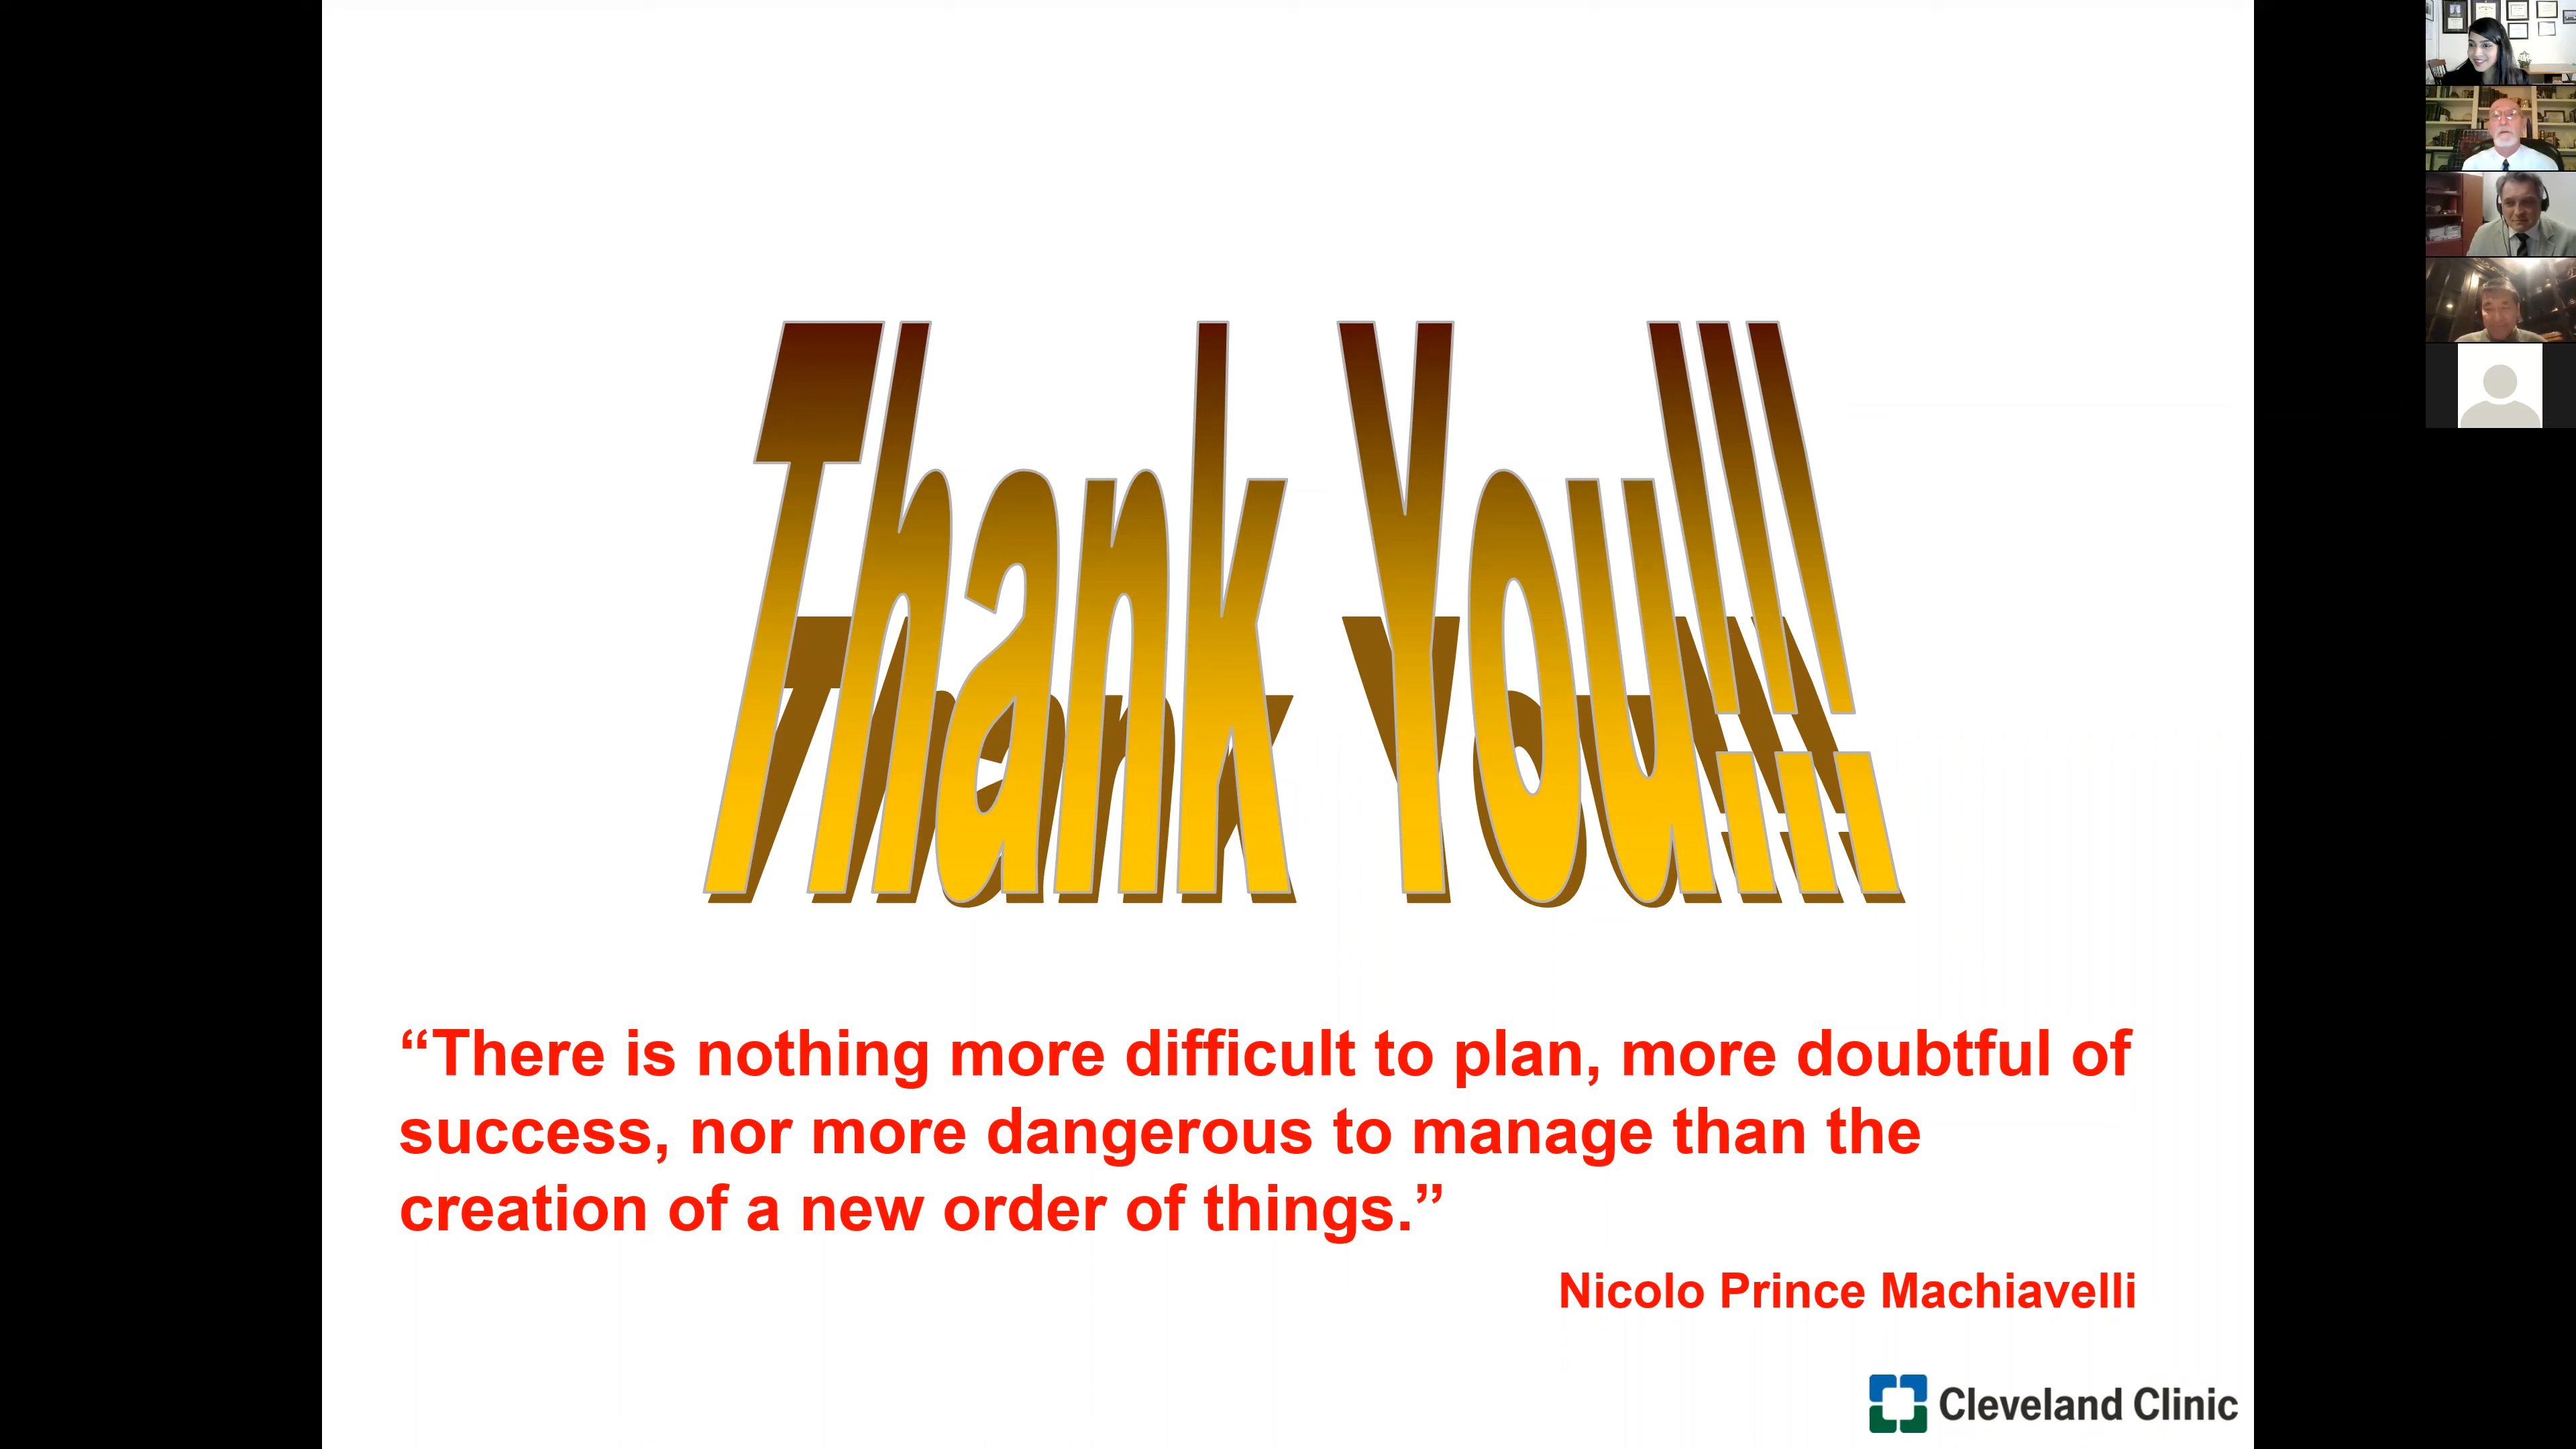 Thank You!!!
“There is nothing more difficult to plan, more doubtful of
success, nor more dangerous to manage than the
creation of a new order of things.”
Nicolo Prince Machiavelli
Cleveland Clinic